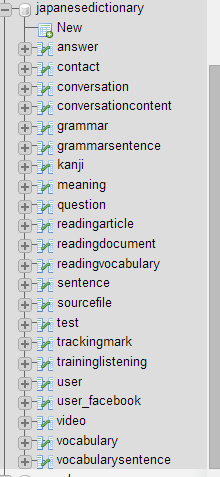 japanesedictionary
New
answer
contact
conversation
conversationcontent
grammar
grammarsentence
kanji
meaning
question
readingarticle
readingdocument
readingvocabulary
sentence
sourcefile
test
trackingmark
traininglistening
user
user_facebook
video
vocabulary
vocabularysentence